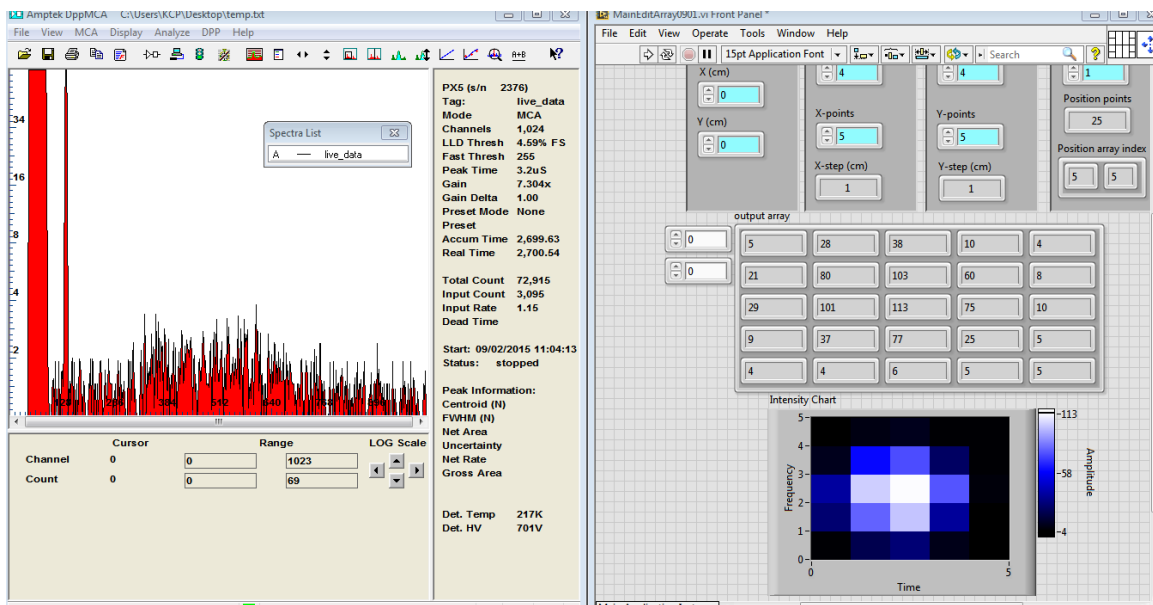 Amptek DppMCA C:\Users\KCP\Desktop\temp.txt
File View MCA Display Analyze DPP Help
A+B
34
16
8
4
2
Spectra List
A live_data
128 256 384 512 640 768 896
PX5 (s/n 2376)
Tag: live_data
Mode MCA
Channels 1,024
LLD Thresh 4.59% FS
Fast Thresh 255
Peak Time 3.2uS
Gain 7.304x
Gain Delta 1.00
Preset Mode None
Preset
Accum Time 2,699.63
Real Time 2,700.54
Total Count 72,915
Input Count 3,095
Input Rate 1.15
Dead Time
Start: 09/02/2015 11:04:13
Status: stopped
Peak Information:
Centroid (N)
FWHM (N)
Net Area
Uncertainty
Net Rate
Gross Area
Det. Temp 217K
Det. HV 701V
Cursor Range LOG Scale
Channel 0 0 1023
Count 0 0 69
MainEditArray0901.vi Front Panel *
File Edit View Operate Tools Window Help
15pt Application Font Search
X (cm)
0
Y (cm)
0
4
X-points
5
X-step (cm)
1
4
Y-points
5
Y-step (cm)
1
1
Position points
25
Position array index
5 5
output array
0
0
5 28 38 10 4
21 80 103 60 8
29 101 113 75 10
9 37 77 25 5
4 4 6 5 5
Intensity Chart
5
4
3
2
1
0
Frequency
0 5
Time
113
58
4
Amplitude